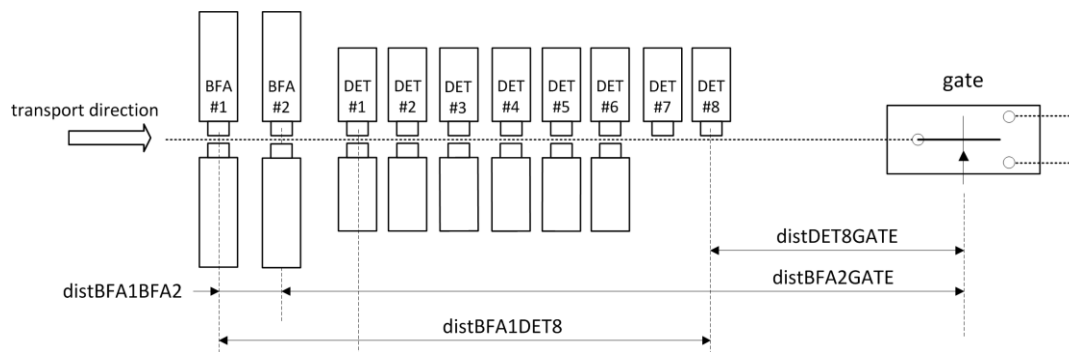 BFA
#1
BFA
#2
DET
#1
DET
#2
DET
#3
DET
#4
DET
#5
DET
#6
DET
#7
DET
#8
gate
transport direction
distDET8GATE
distBFA1BFA2
distBFA2GATE
distBFA1DET8